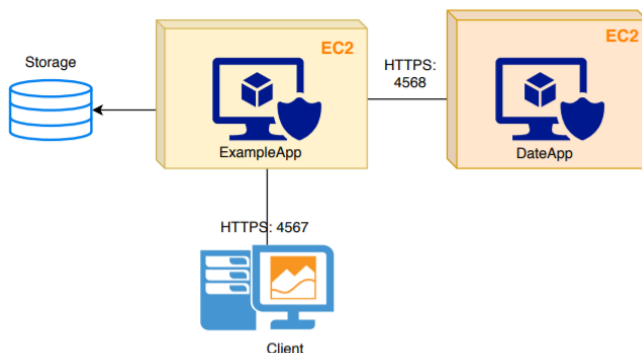 Storage
EC2
ExampleApp
HTTPS:
4568
EC2
DateApp
HTTPS: 4567
Client